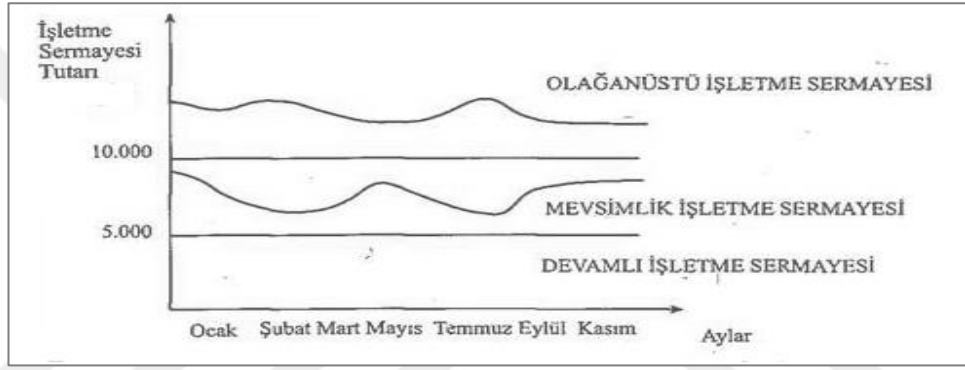 İşletme
Sermayesi
Tutarı
OLAĞANÜSTÜ İŞLETME SERMAYESİ
10.000
MEVSİMLİK İŞLETME SERMAYESİ
5.000
DEVAMLI İŞLETME SERMAYESİ
Ocak Şubat Mart Mayıs Temmuz Eylül Kasım Aylar